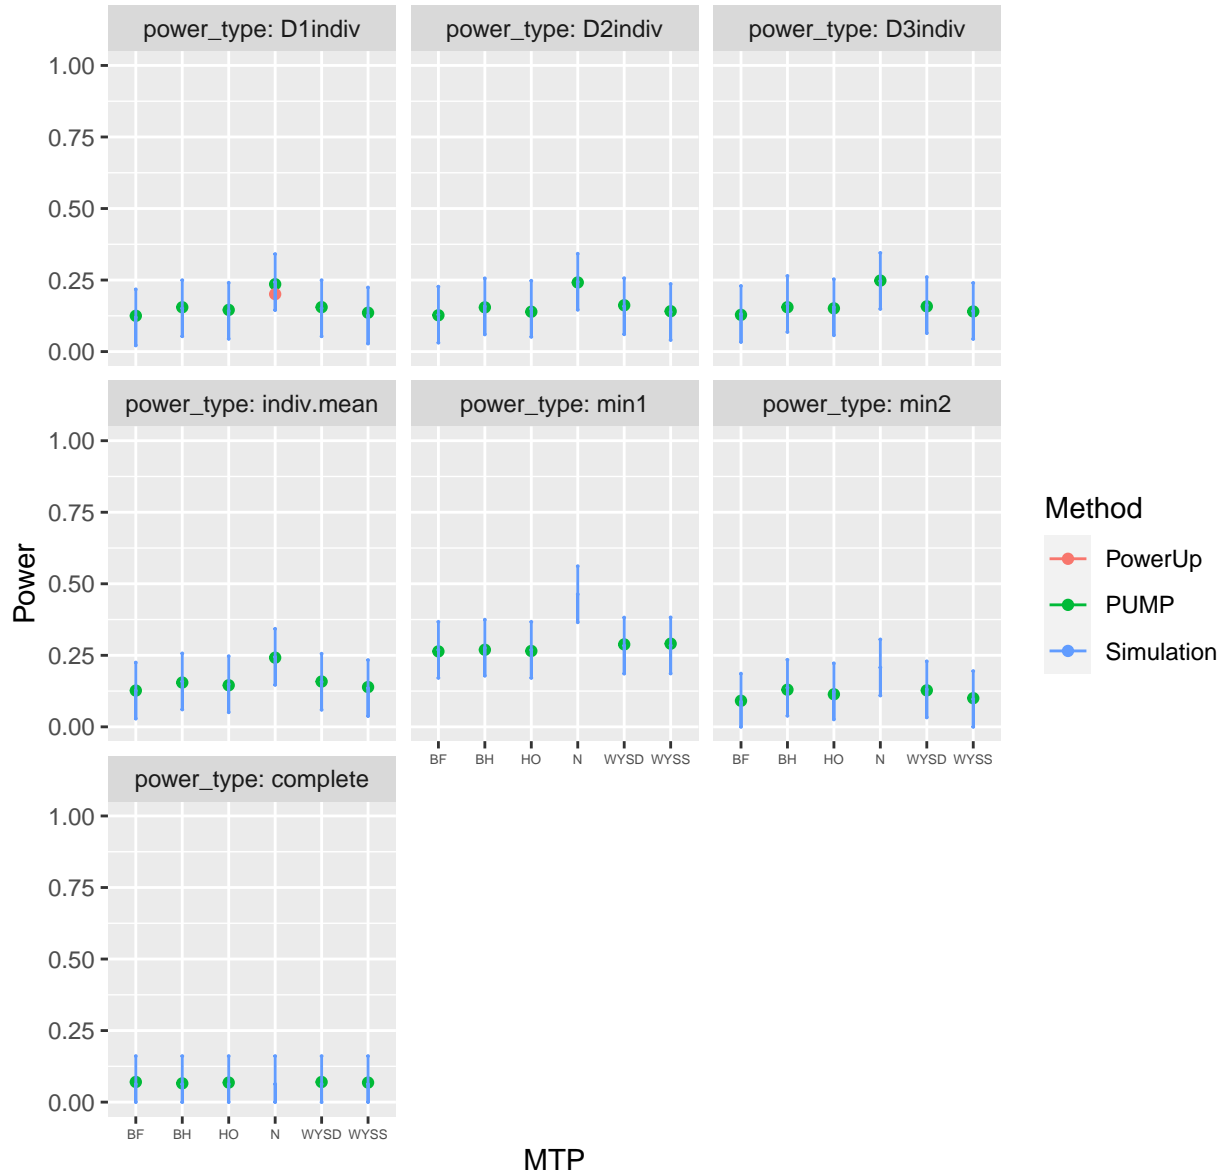 power_type: D1indiv
power_type: D2indiv
power_type: D3indiv
1.00
0.75
0.50
0.25
0.00
power_type: indiv.mean
power_type: min1
power_type: min2
1.00
0.75
0.50
0.25
0.00
BF BH HO N WYSD WYSS
BF BH HO N WYSD WYSS
power_type: complete
1.00
0.75
0.50
0.25
0.00
BF BH HO N WYSD WYSS
MTP
Power
Method
PowerUp
PUMP
Simulation